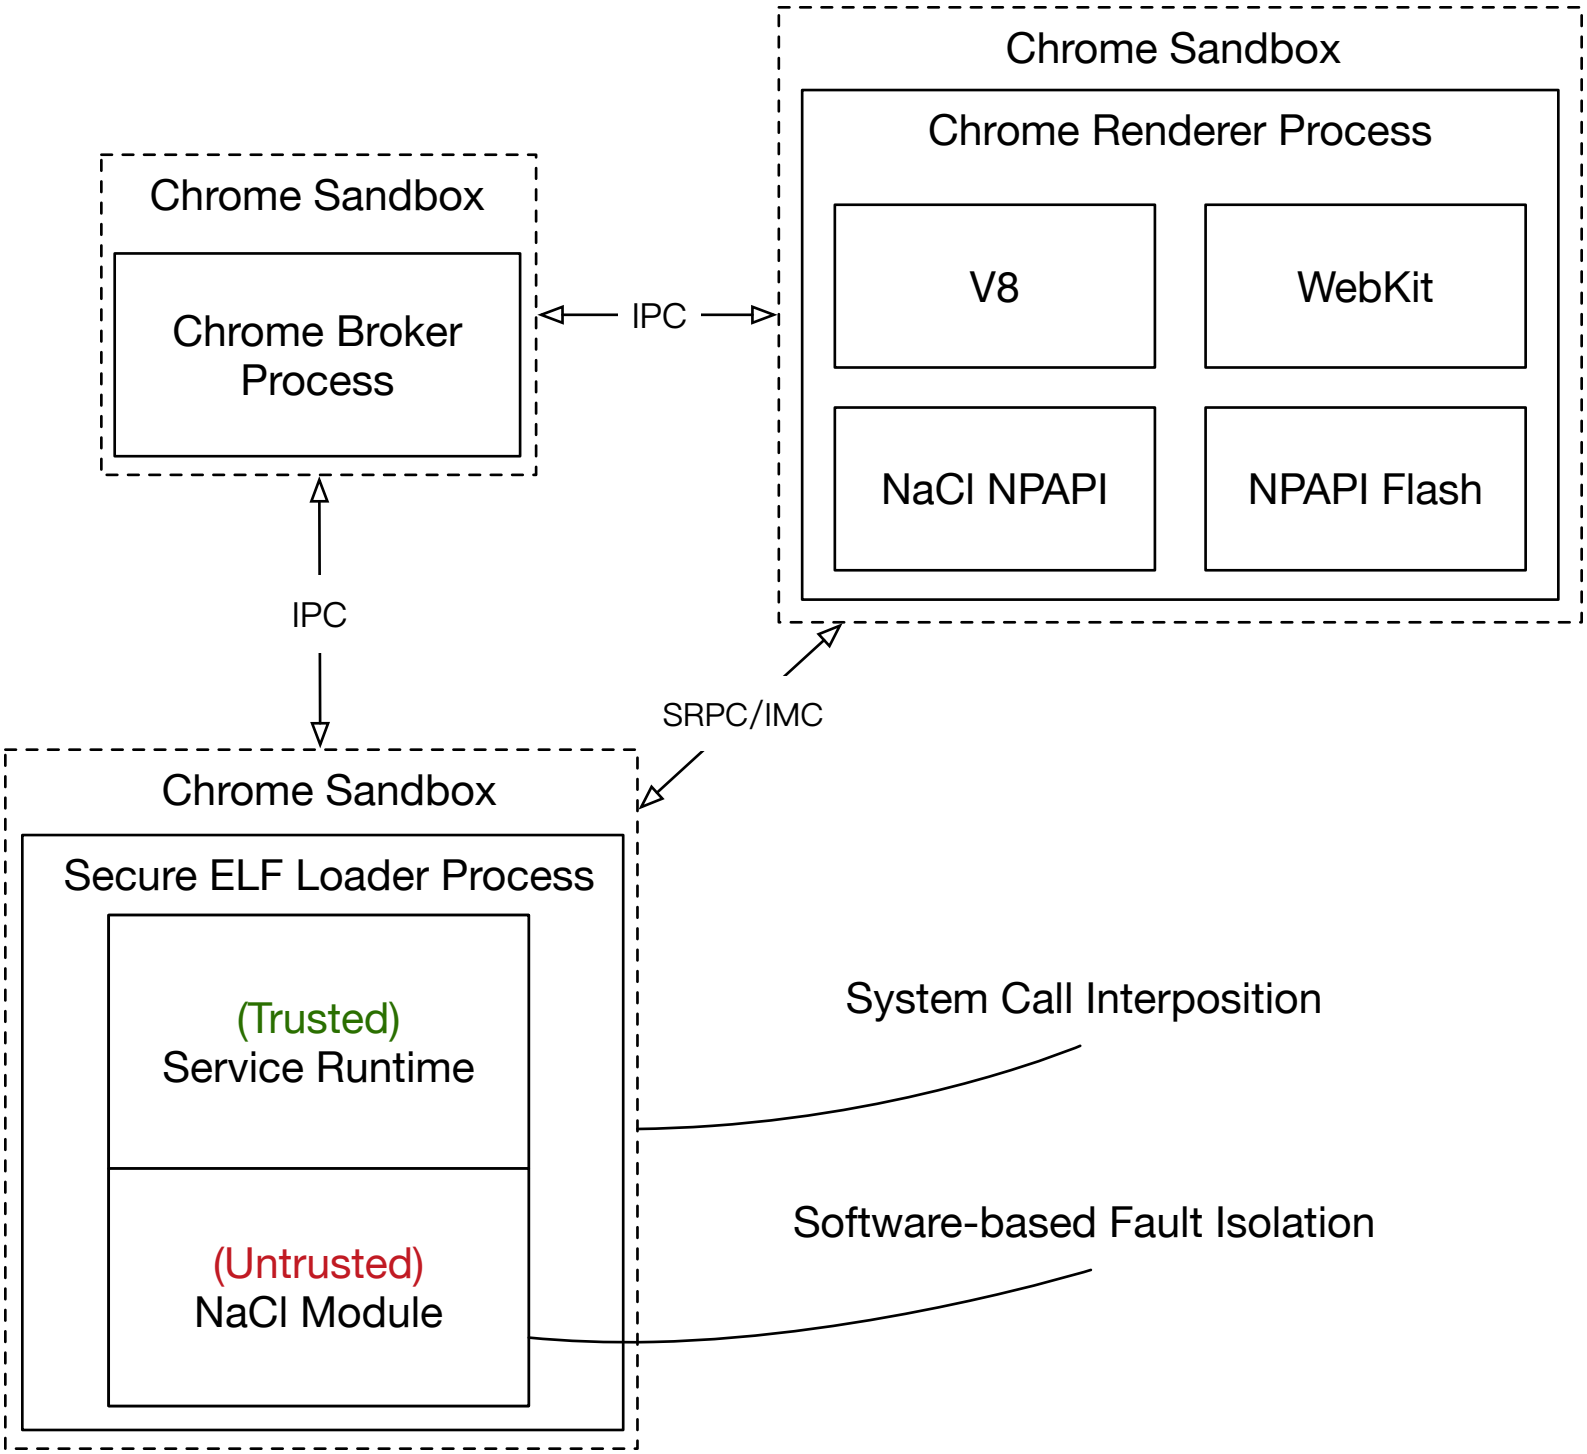 Chrome Sandbox
Chrome Renderer Process
V8
WebKit
NaCl NPAPI
NPAPI Flash
Chrome Sandbox
Chrome Broker
Process
IPC
IPC
SRPC/IMC
Chrome Sandbox
Secure ELF Loader Process
(Trusted)
Service Runtime
(Untrusted)
NaCl Module
System Call Interposition
Software-based Fault Isolation